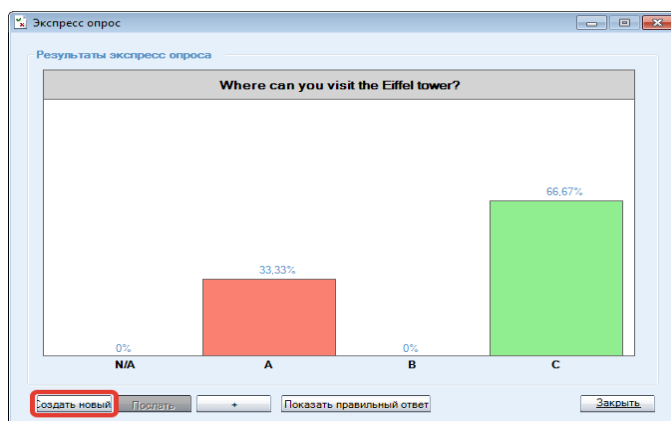 Экспресс опрос
Результаты экспресс опроса
Where can you visit the Eiffel tower?
66,67%
33,33%
0% 0%
N/A A B C
Создать новый Послать + Показать правильный ответ Закрыть